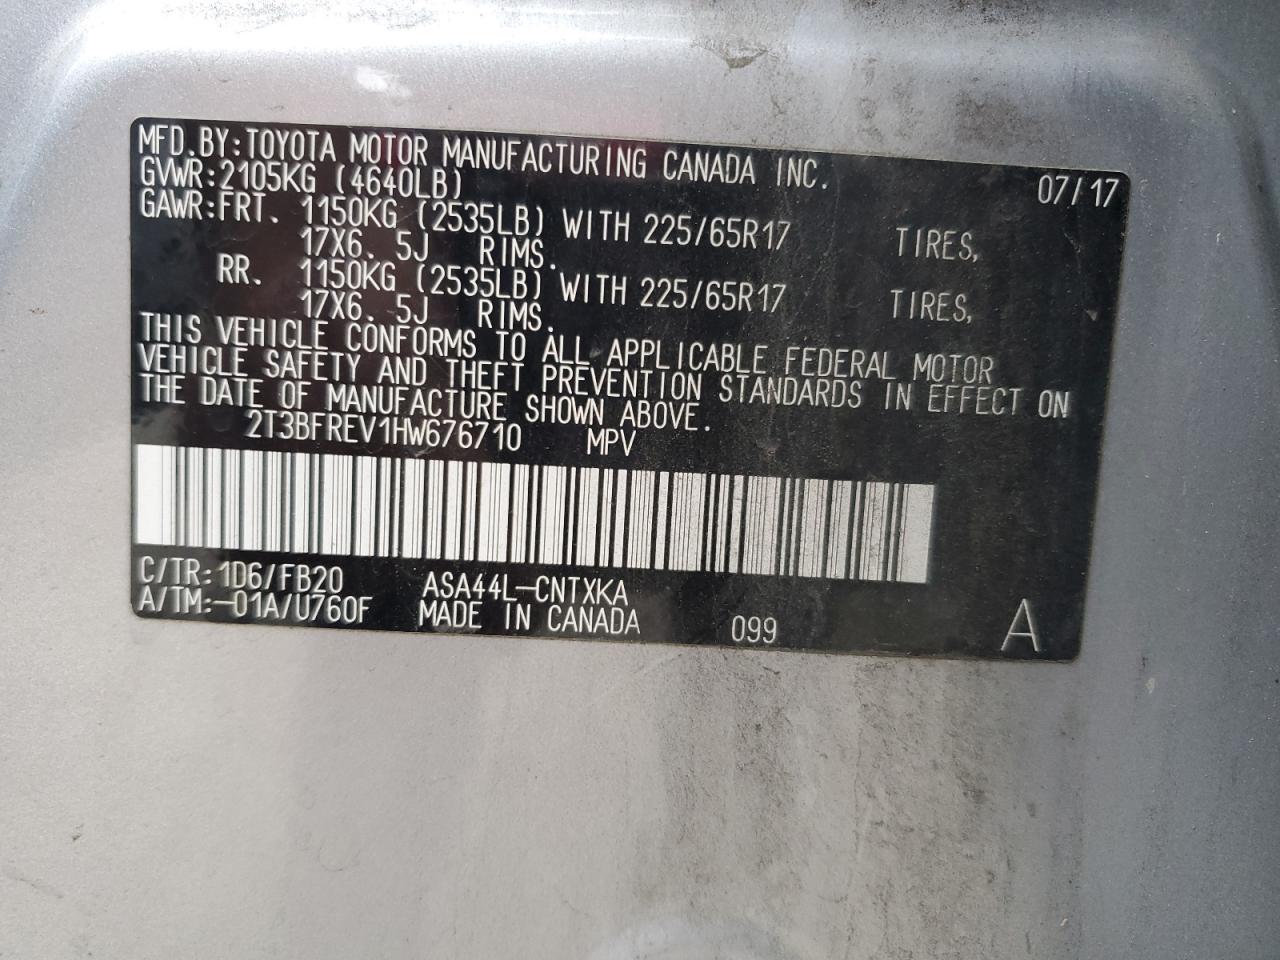 MFD.BY:TOYOTA MOTOR MANUFACTURING CANADA INC. 07/17
GVWR:2105KG (4640LB)
GAWR:FRT. 1150KG (2535LB) WITH 225/65R17 TIRES,
17X6.5J RIMS.
RR. 1150KG (2535LB) WITH 225/65R17 TIRES,
17X6.5J RIMS.
THIS VEHICLE CONFORMS TO ALL APPLICABLE FEDERAL MOTOR
VEHICLE SAFETY AND THEFT PREVENTION STANDARDS IN EFFECT ON
THE DATE OF MANUFACTURE SHOWN ABOVE.
2T3BFREV1HW676710 MPV
C/TR:1D6/FB20 ASA44L-CNTXKA
A/TM:-01A/U760F MADE IN CANADA 099 A